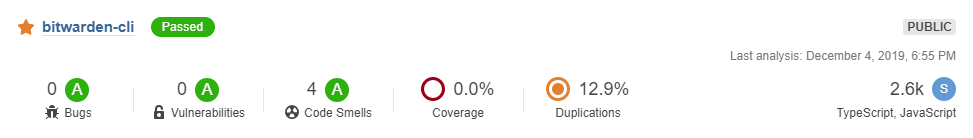 bitwarden-cli Passed PUBLIC
Last analysis: December 4, 2019, 6:55 PM
0 A 0 A 4 A 0.0% 12.9% 2.6k S
Bugs Vulnerabilities Code Smells Coverage Duplications TypeScript, JavaScript